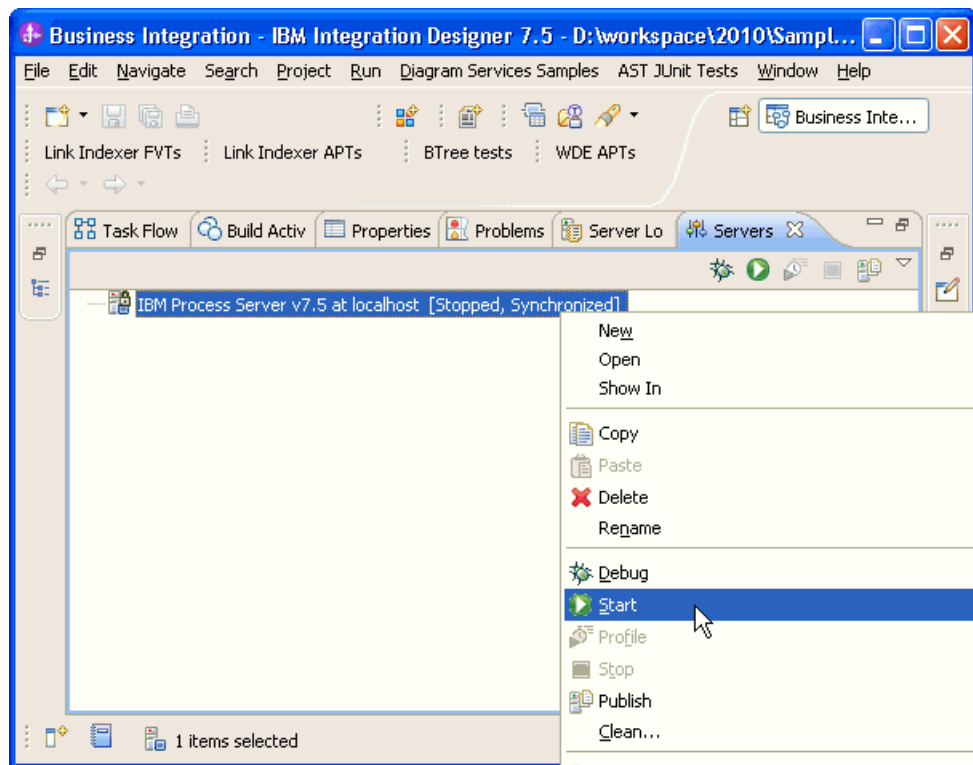 Business Integration - IBM Integration Designer 7.5 - D:\workspace\2010\Sampl...
File Edit Navigate Search Project Run Diagram Services Samples AST JUnit Tests Window Help
Business Inte...
Link Indexer FVTs Link Indexer APTs BTree tests WDE APTs
Task Flow Build Activ Properties Problems Server Lo Servers
IBM Process Server v7.5 at localhost [Stopped, Synchronized]
New
Open
Show In
Copy
Paste
Delete
Rename
Debug
Start
Profile
Stop
Publish
Clean...
1 items selected